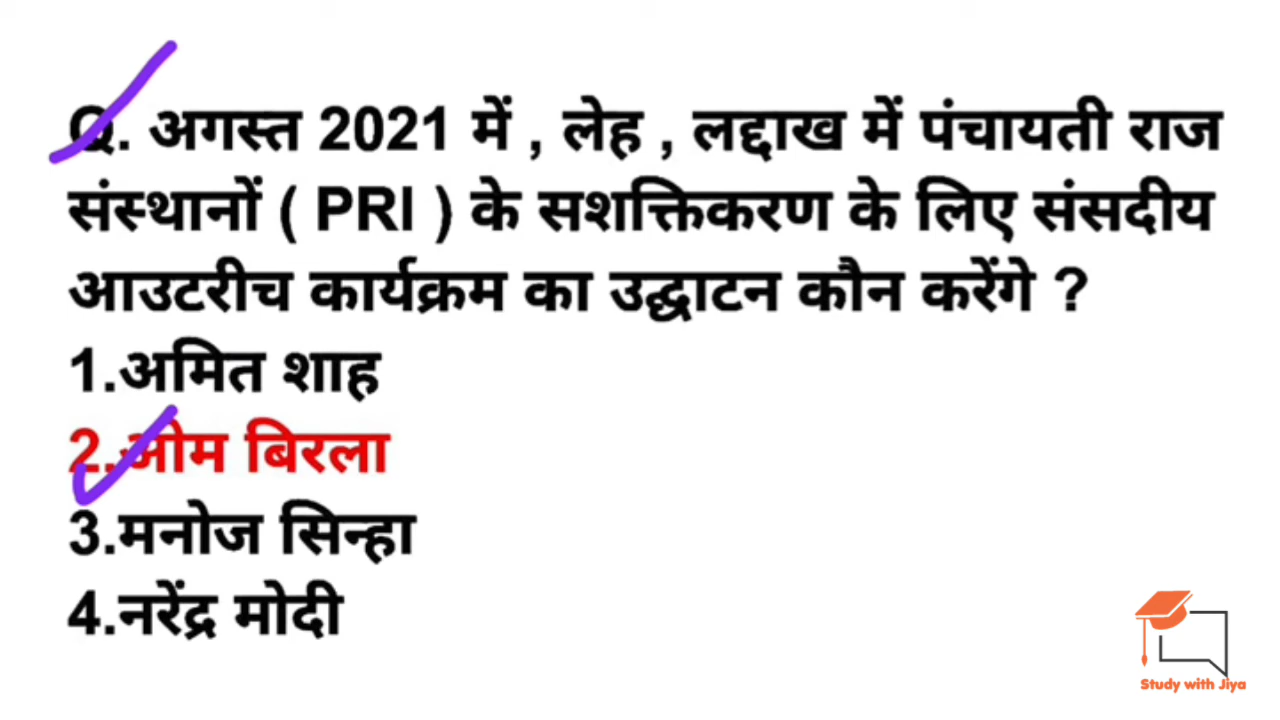 Q. अगस्त 2021 में , लेह , लद्दाख में पंचायती राज
संस्थानों ( PRI ) के सशक्तिकरण के लिए संसदीय
आउटरीच कार्यक्रम का उद्घाटन कौन करेंगे ?
1.अमित शाह
2.ओम बिरला
3.मनोज सिन्हा
4.नरेंद्र मोदी
Study with Jiya